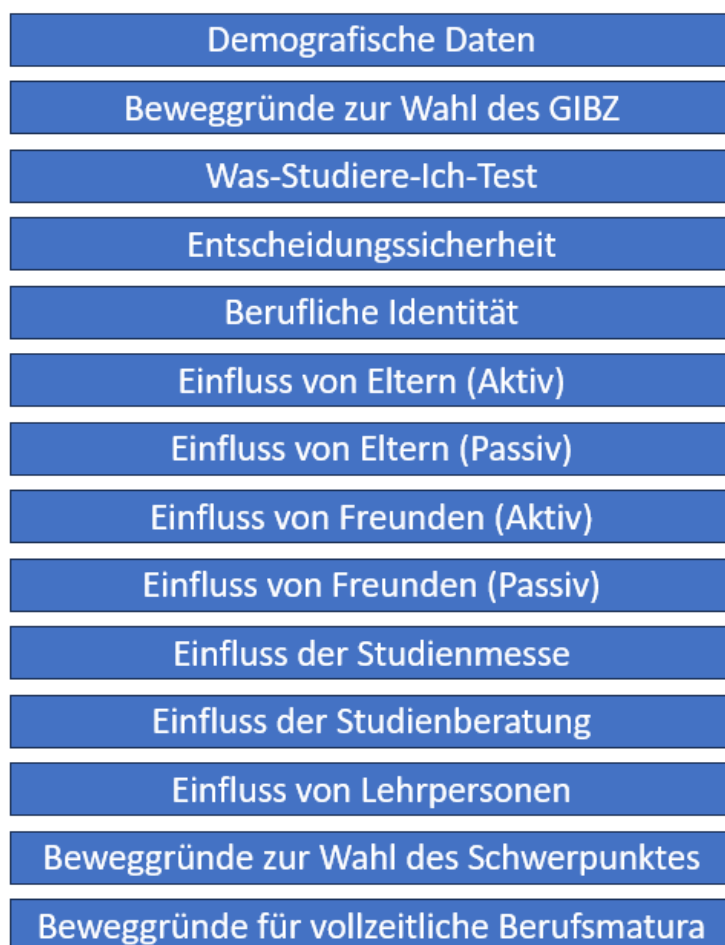 Demografische Daten
Beweggründe zur Wahl des GIBZ
Was-Studiere-Ich-Test
Entscheidungssicherheit
Berufliche Identität
Einfluss von Eltern (Aktiv)
Einfluss von Eltern (Passiv)
Einfluss von Freunden (Aktiv)
Einfluss von Freunden (Passiv)
Einfluss der Studienmesse
Einfluss der Studienberatung
Einfluss von Lehrpersonen
Beweggründe zur Wahl des Schwerpunktes
Beweggründe für vollzeitliche Berufsmatura